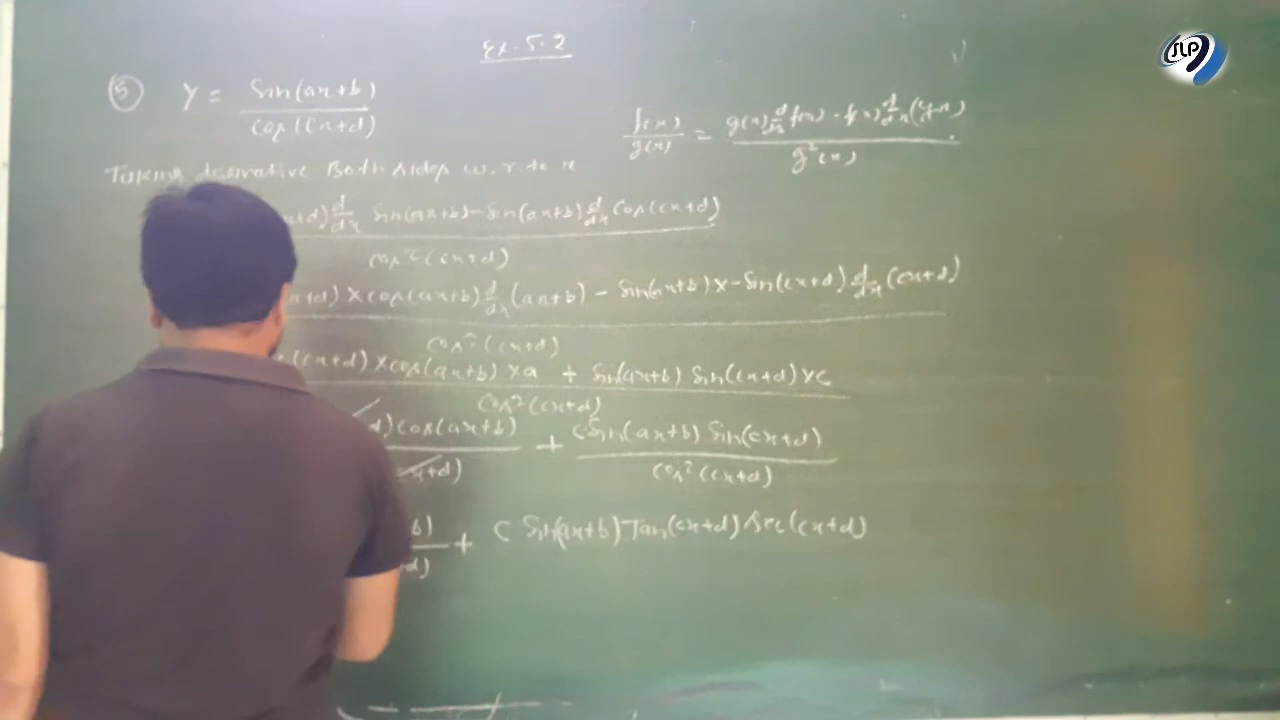 Ex. 5.2
(5) Y = Sin(ax+b) / Cos(cx+d)
f(x) / g(x) = g(x) d/dx f(x) - f(x) d/dx / g²(x)
Taking derivative Both sides w.r. to x
d/dx Sin(ax+b) - Sin(ax+b) d/dx Cos(cx+d)
Cos²(cx+d)
+d) × Cos(ax+b) d/dx (ax+b) - Sin(ax+b) × -Sin(cx+d) d/dx (cx+d)
Cos²(cx+d)
(cx+d) × Cos(ax+b) × a + Sin(ax+b) Sin(cx+d) × c
Cos²(cx+d)
d) Cos(ax+b) + C Sin(ax+b) Sin(cx+d)
x+d) Cos²(cx+d)
b) + C Sin(ax+b) Tan(cx+d) Sec(cx+d)
d)
SLP